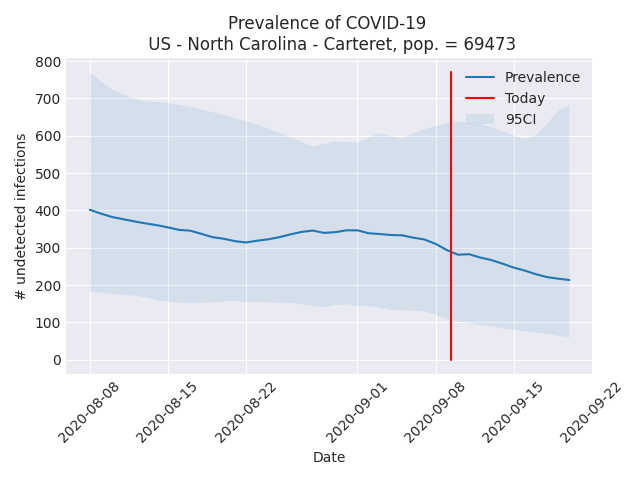 Prevalence of COVID-19
US - North Carolina - Carteret, pop. = 69473
800
700
600
500
400
300
200
100
0
# undetected infections
Prevalence
Today
95CI
2020-08-08
2020-08-15
2020-08-22
2020-09-01
2020-09-08
2020-09-15
2020-09-22
Date